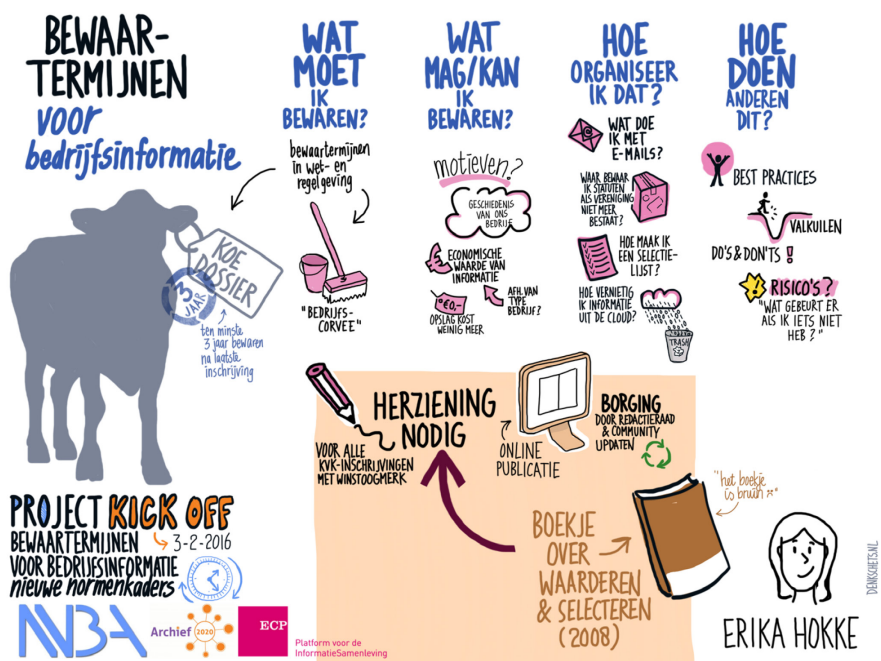 BEWAAR-
TERMIJNEN
voor
bedrijfsinformatie
KOE
DOSSIER
3
JAAR
ten minste
3 jaar bewaren
na laatste
inschrijving
WAT
MOET
IK
BEWAREN?
bewaartermijnen
in wet- en
regelgeving
"BEDRIJFS-
CORVEE"
WAT
MAG/KAN
IK
BEWAREN?
motieven?
GESCHIEDENIS
VAN ONS
BEDRIJF
ECONOMISCHE
WAARDE VAN
INFORMATIE
€0,-
OPSLAG KOST
WEINIG MEER
AFH. VAN
TYPE
BEDRIJF?
HOE
ORGANISEER
IK DAT?
WAT DOE
IK MET
E-MAILS?
WAAR BEWAAR
IK STATUTEN
ALS VERENIGING
NIET MEER
BESTAAT?
HOE MAAK IK
EEN SELECTIE-
LIJST?
HOE VERNIETIG
IK INFORMATIE
UIT DE CLOUD?
TRASH
HOE
DOEN
ANDEREN
DIT?
BEST PRACTICES
VALKUILEN
DO'S & DON'TS !
RISICO'S?
"WAT GEBEURT ER
ALS IK IETS NIET
HEB?"
HERZIENING
NODIG
VOOR ALLE
KVK-INSCHRIJVINGEN
MET WINSTOOGMERK
ONLINE
PUBLICATIE
BORGING
DOOR REDACTIERAAD
& COMMUNITY
UPDATEN
BOEKJE
OVER
WAARDEREN
& SELECTEREN
(2008)
"het boekje
is bruin :("
ERIKA HOKKE
DENKSCHETS.NL
PROJECT KICK OFF
BEWAARTERMIJNEN 3-2-2016
VOOR BEDRIJFSINFORMATIE
nieuwe normenkaders
NBA
Archief 2020
ECP
Platform voor de
InformatieSamenleving